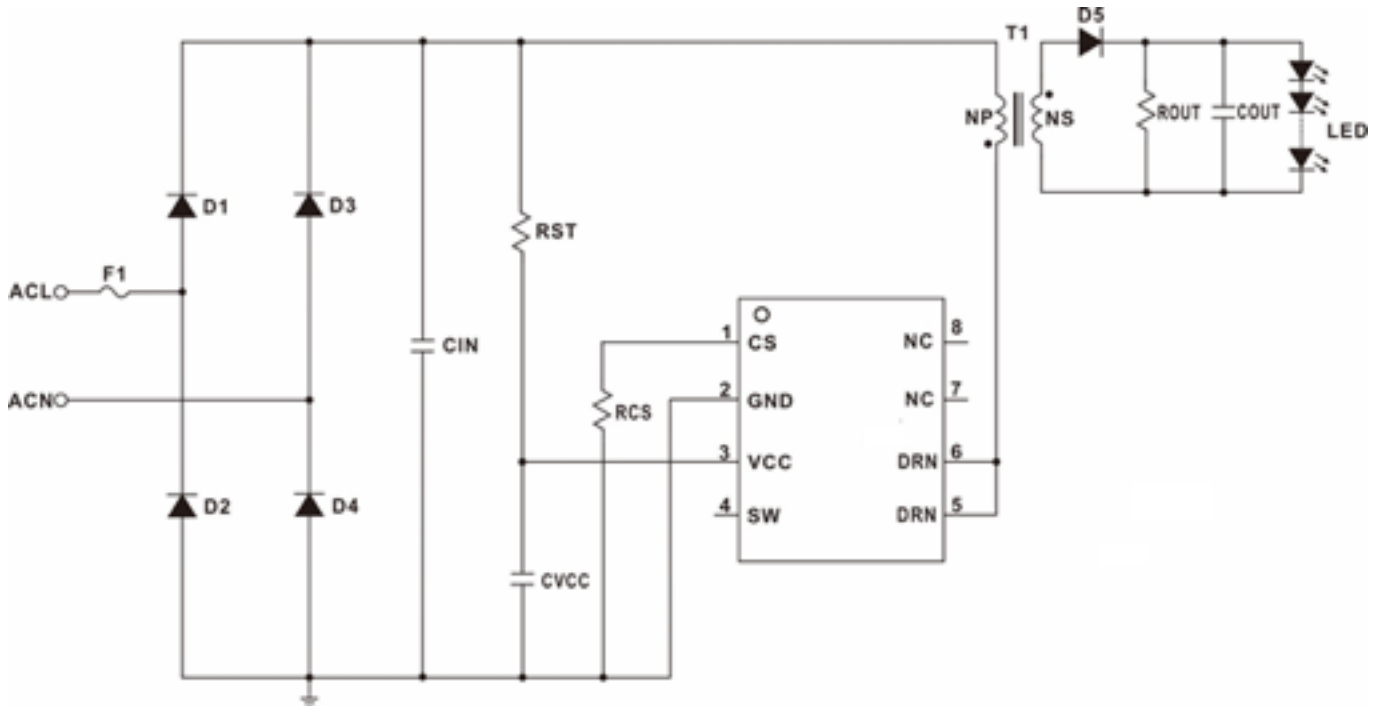 D5
T1
NP
NS
ROUT
COUT
LED
D1
D3
RST
F1
ACL
CIN
1
CS
NC
8
ACN
RCS
2
GND
NC
7
3
VCC
DRN
6
D2
D4
4
SW
DRN
5
CVCC